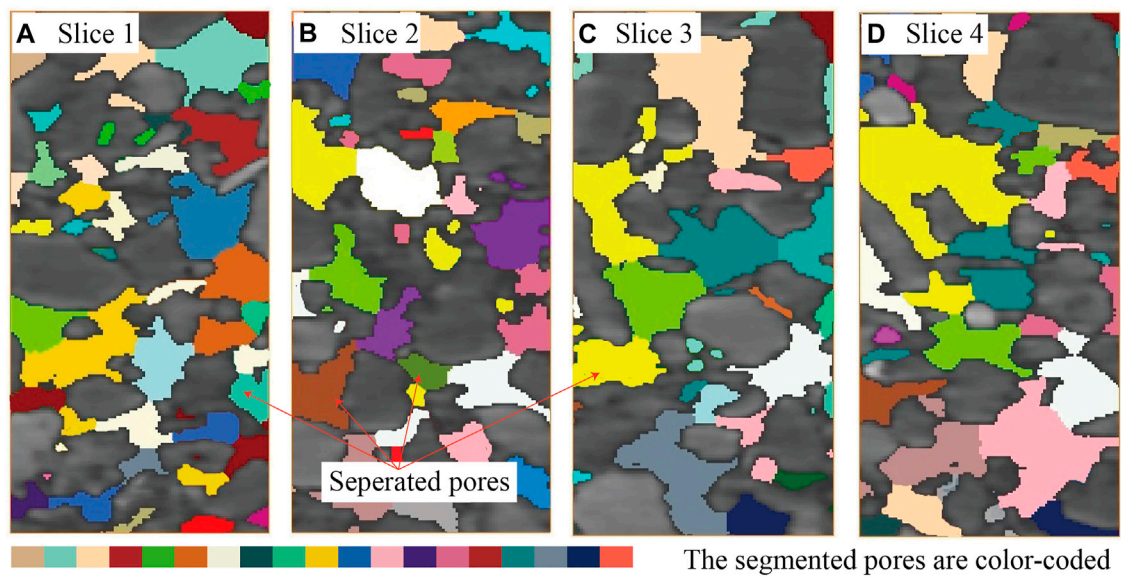 A Slice 1
B Slice 2
C Slice 3
D Slice 4
Seperated pores
The segmented pores are color-coded